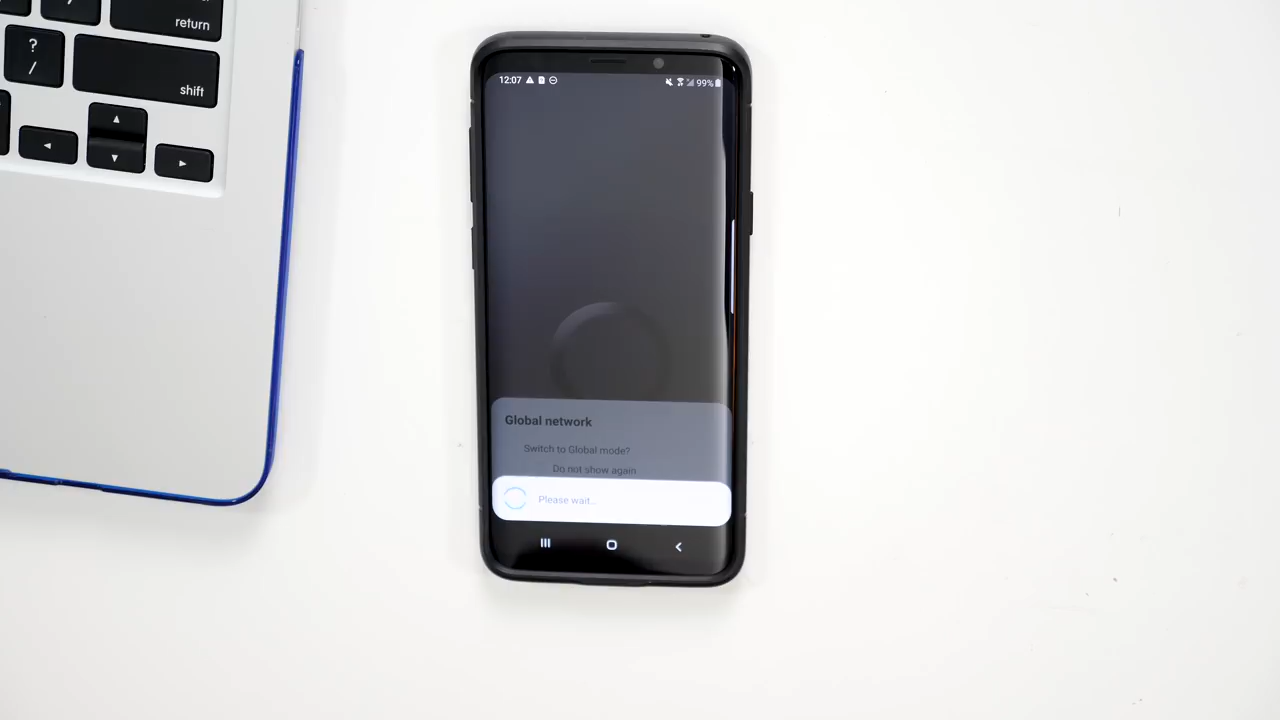 return
?
/
shift
12:07
99%
Global network
Switch to Global mode?
Do not show again
Please wait...